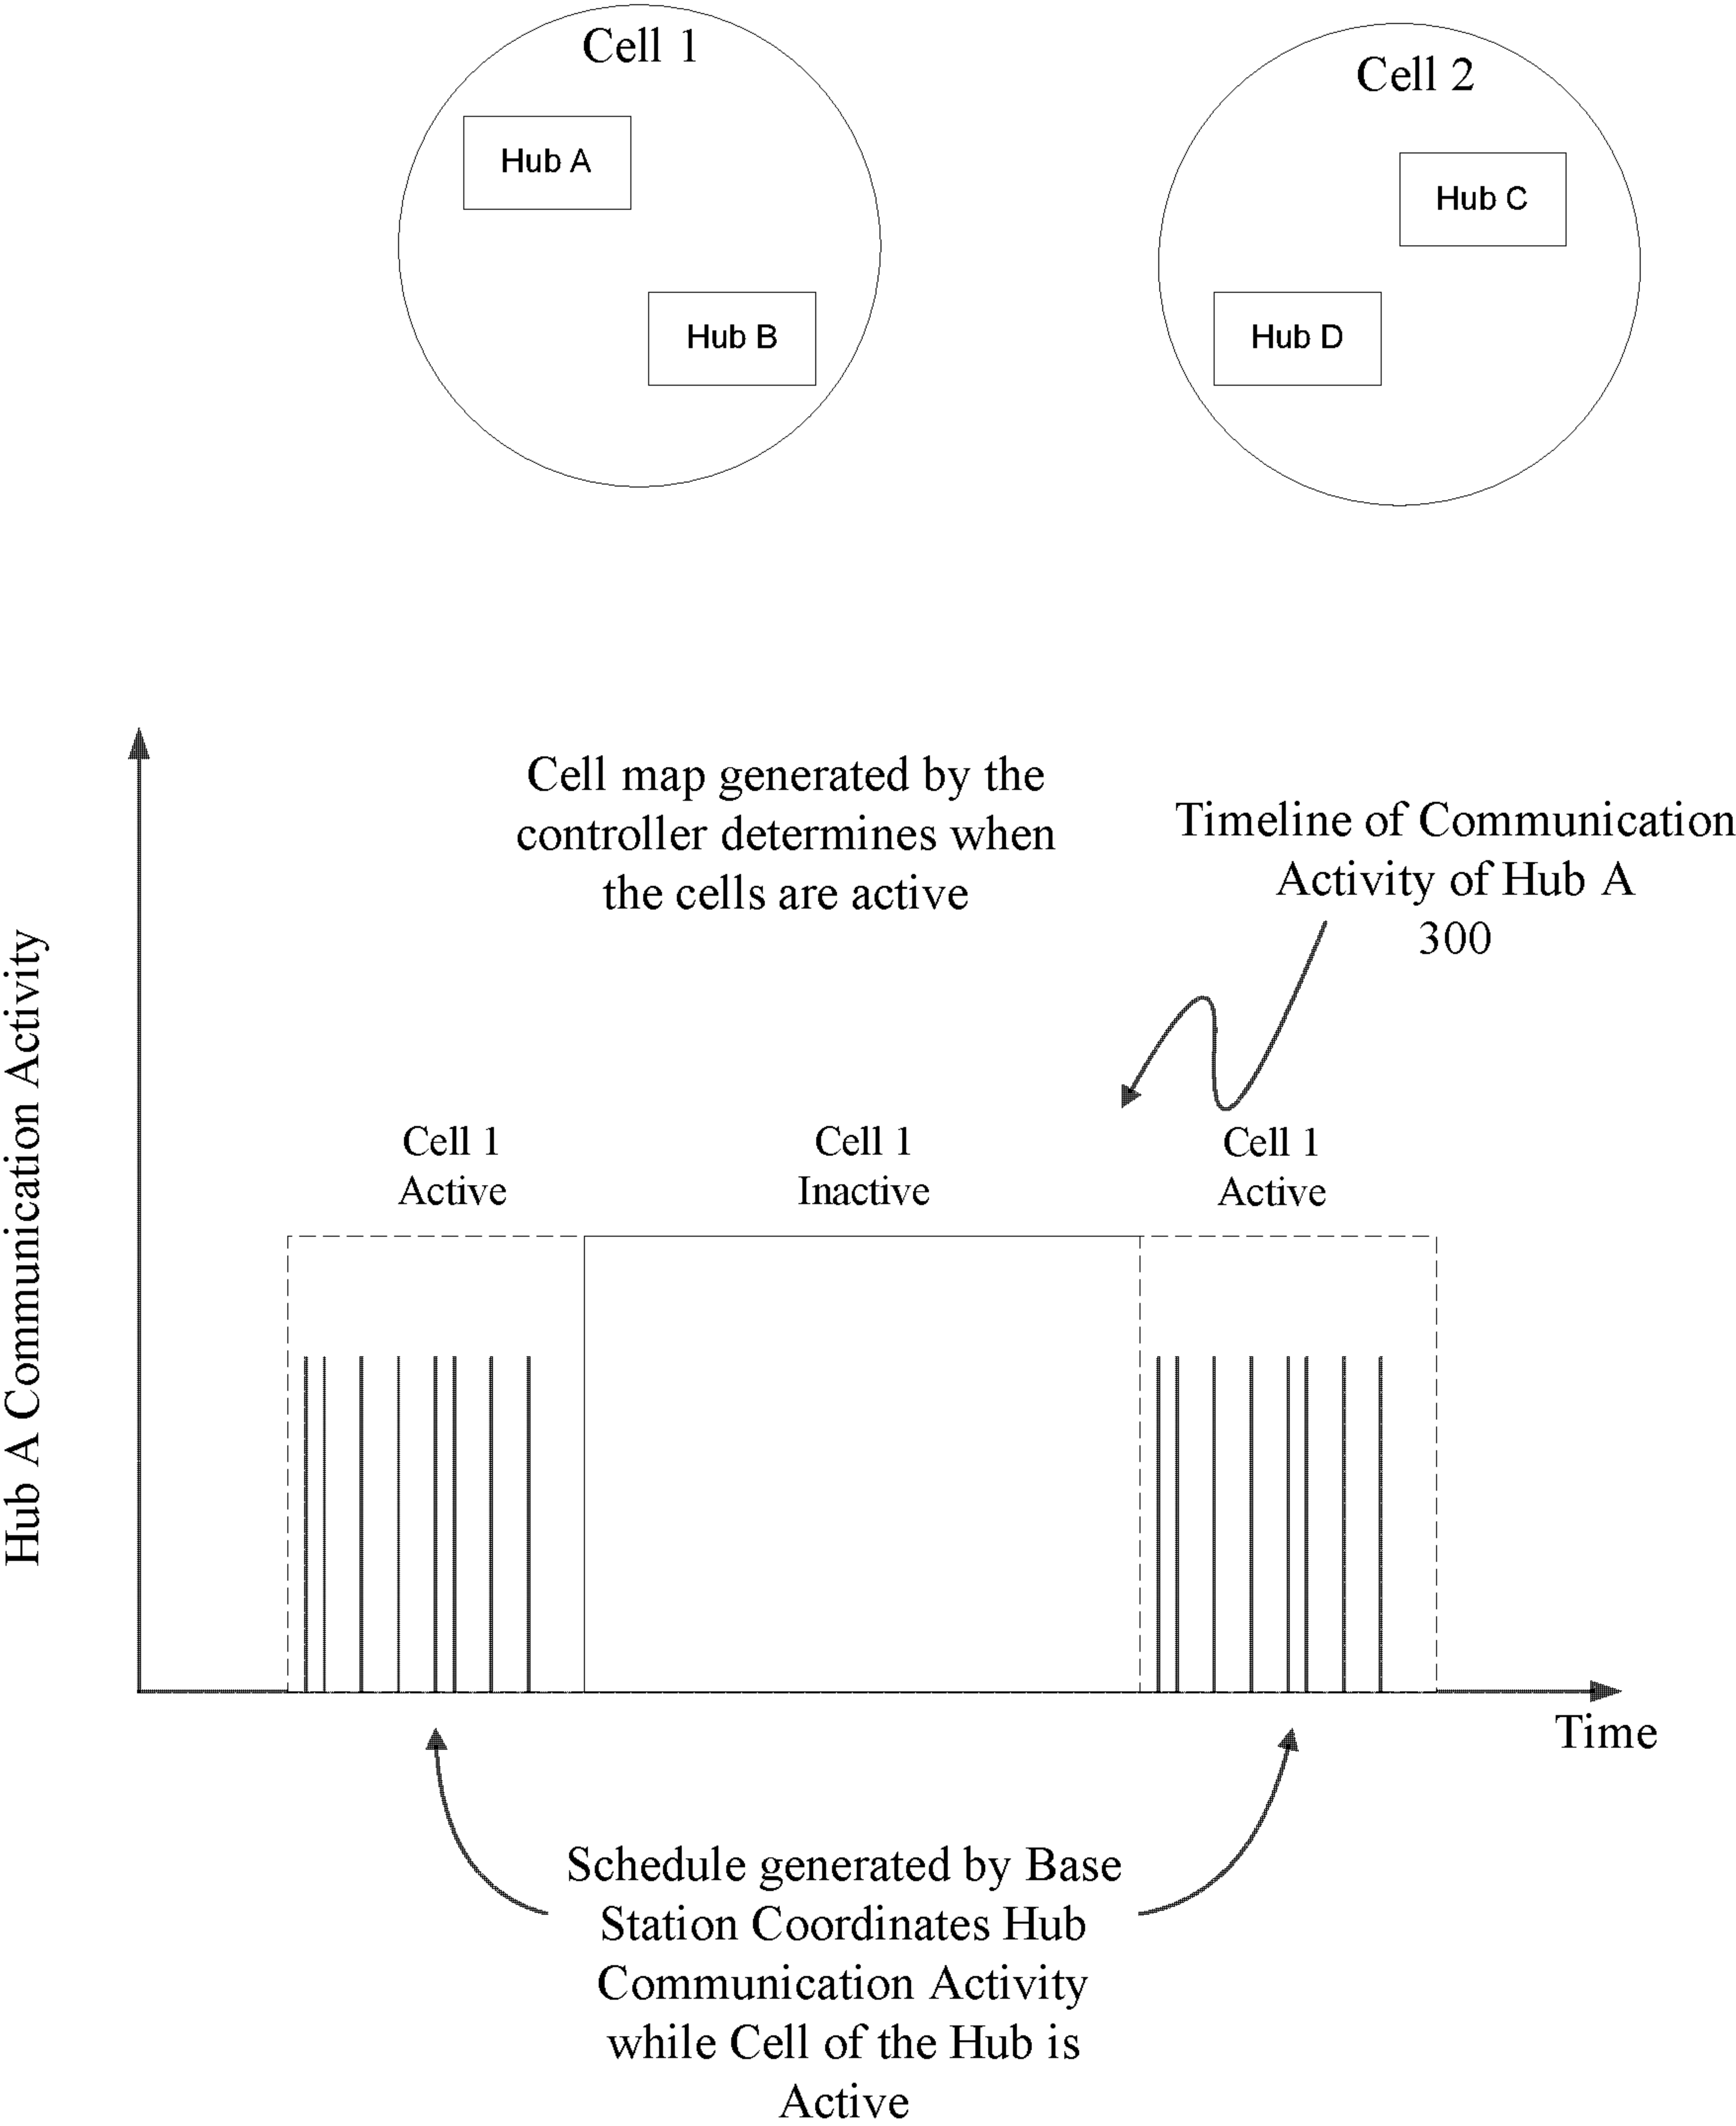 Cell 1
Cell 2
Hub A
Hub C
Hub B
Hub D
Cell map generated by the
controller determines when
the cells are active
Timeline of Communication
Activity of Hub A
300
Hub A Communication Activity
Cell 1
Active
Cell 1
Inactive
Cell 1
Active
Time
Schedule generated by Base
Station Coordinates Hub
Communication Activity
while Cell of the Hub is
Active